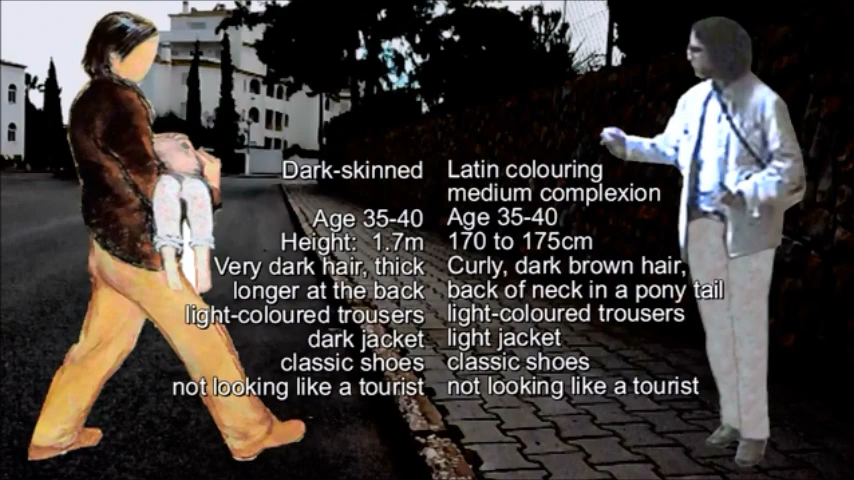 Dark-skinned
Age 35-40
Height: 1.7m
Very dark hair, thick
longer at the back
light-coloured trousers
dark jacket
classic shoes
not looking like a tourist
Latin colouring
medium complexion
Age 35-40
170 to 175cm
Curly, dark brown hair,
back of neck in a pony tail
light-coloured trousers
light jacket
classic shoes
not looking like a tourist